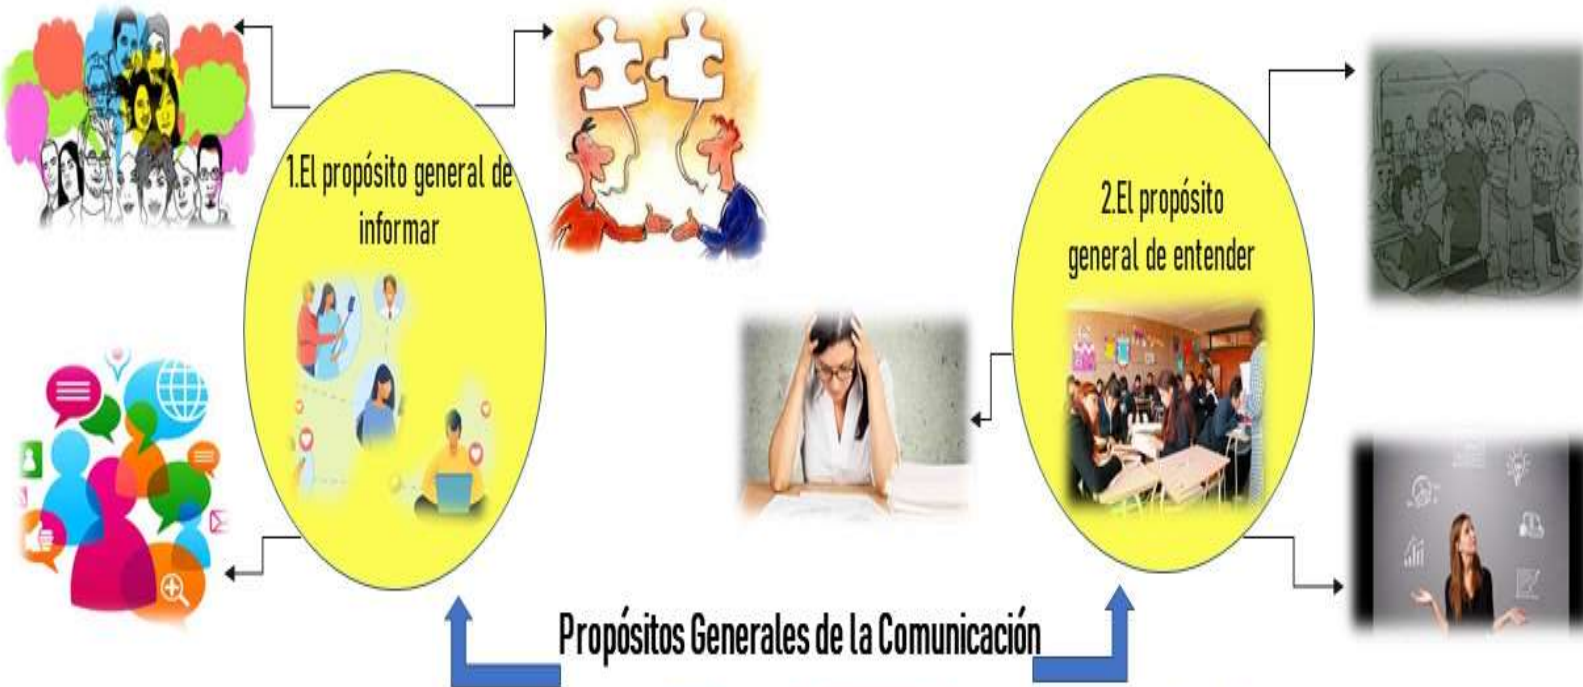 1.El propósito general de
informar
2.El propósito
general de entender
Propósitos Generales de la Comunicación